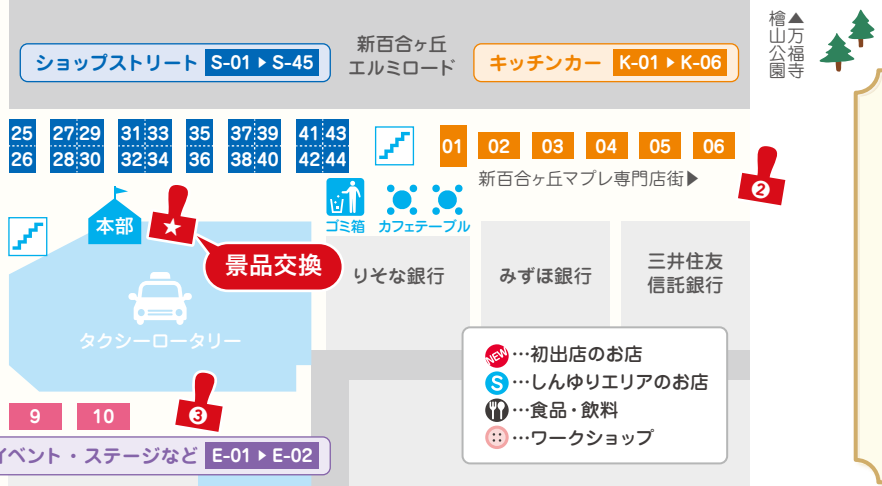 ショップストリート S-01 ▶ S-45
新百合ヶ丘
エルミロード
キッチンカー K-01 ▶ K-06
▲万福寺
檜山公園
25 27 29 31 33 35 37 39 41 43
26 28 30 32 34 36 38 40 42 44
01 02 03 04 05 06
新百合ヶ丘マプレ専門店街▶
❷
本部
★
ゴミ箱 カフェテーブル
景品交換
りそな銀行
みずほ銀行
三井住友
信託銀行
タクシーロータリー
NEW…初出店のお店
S…しんゆりエリアのお店
…食品・飲料
…ワークショップ
9 10
❸
イベント・ステージなど E-01 ▶ E-02